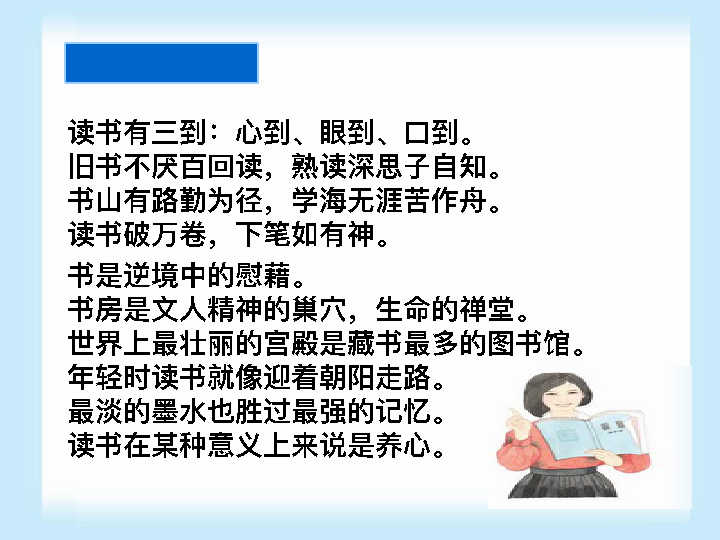 读书有三到：心到、眼到、口到。
旧书不厌百回读，熟读深思子自知。
书山有路勤为径，学海无涯苦作舟。
读书破万卷，下笔如有神。
书是逆境中的慰藉。
书房是文人精神的巢穴，生命的禅堂。
世界上最壮丽的宫殿是藏书最多的图书馆。
年轻时读书就像迎着朝阳走路。
最淡的墨水也胜过最强的记忆。
读书在某种意义上来说是养心。